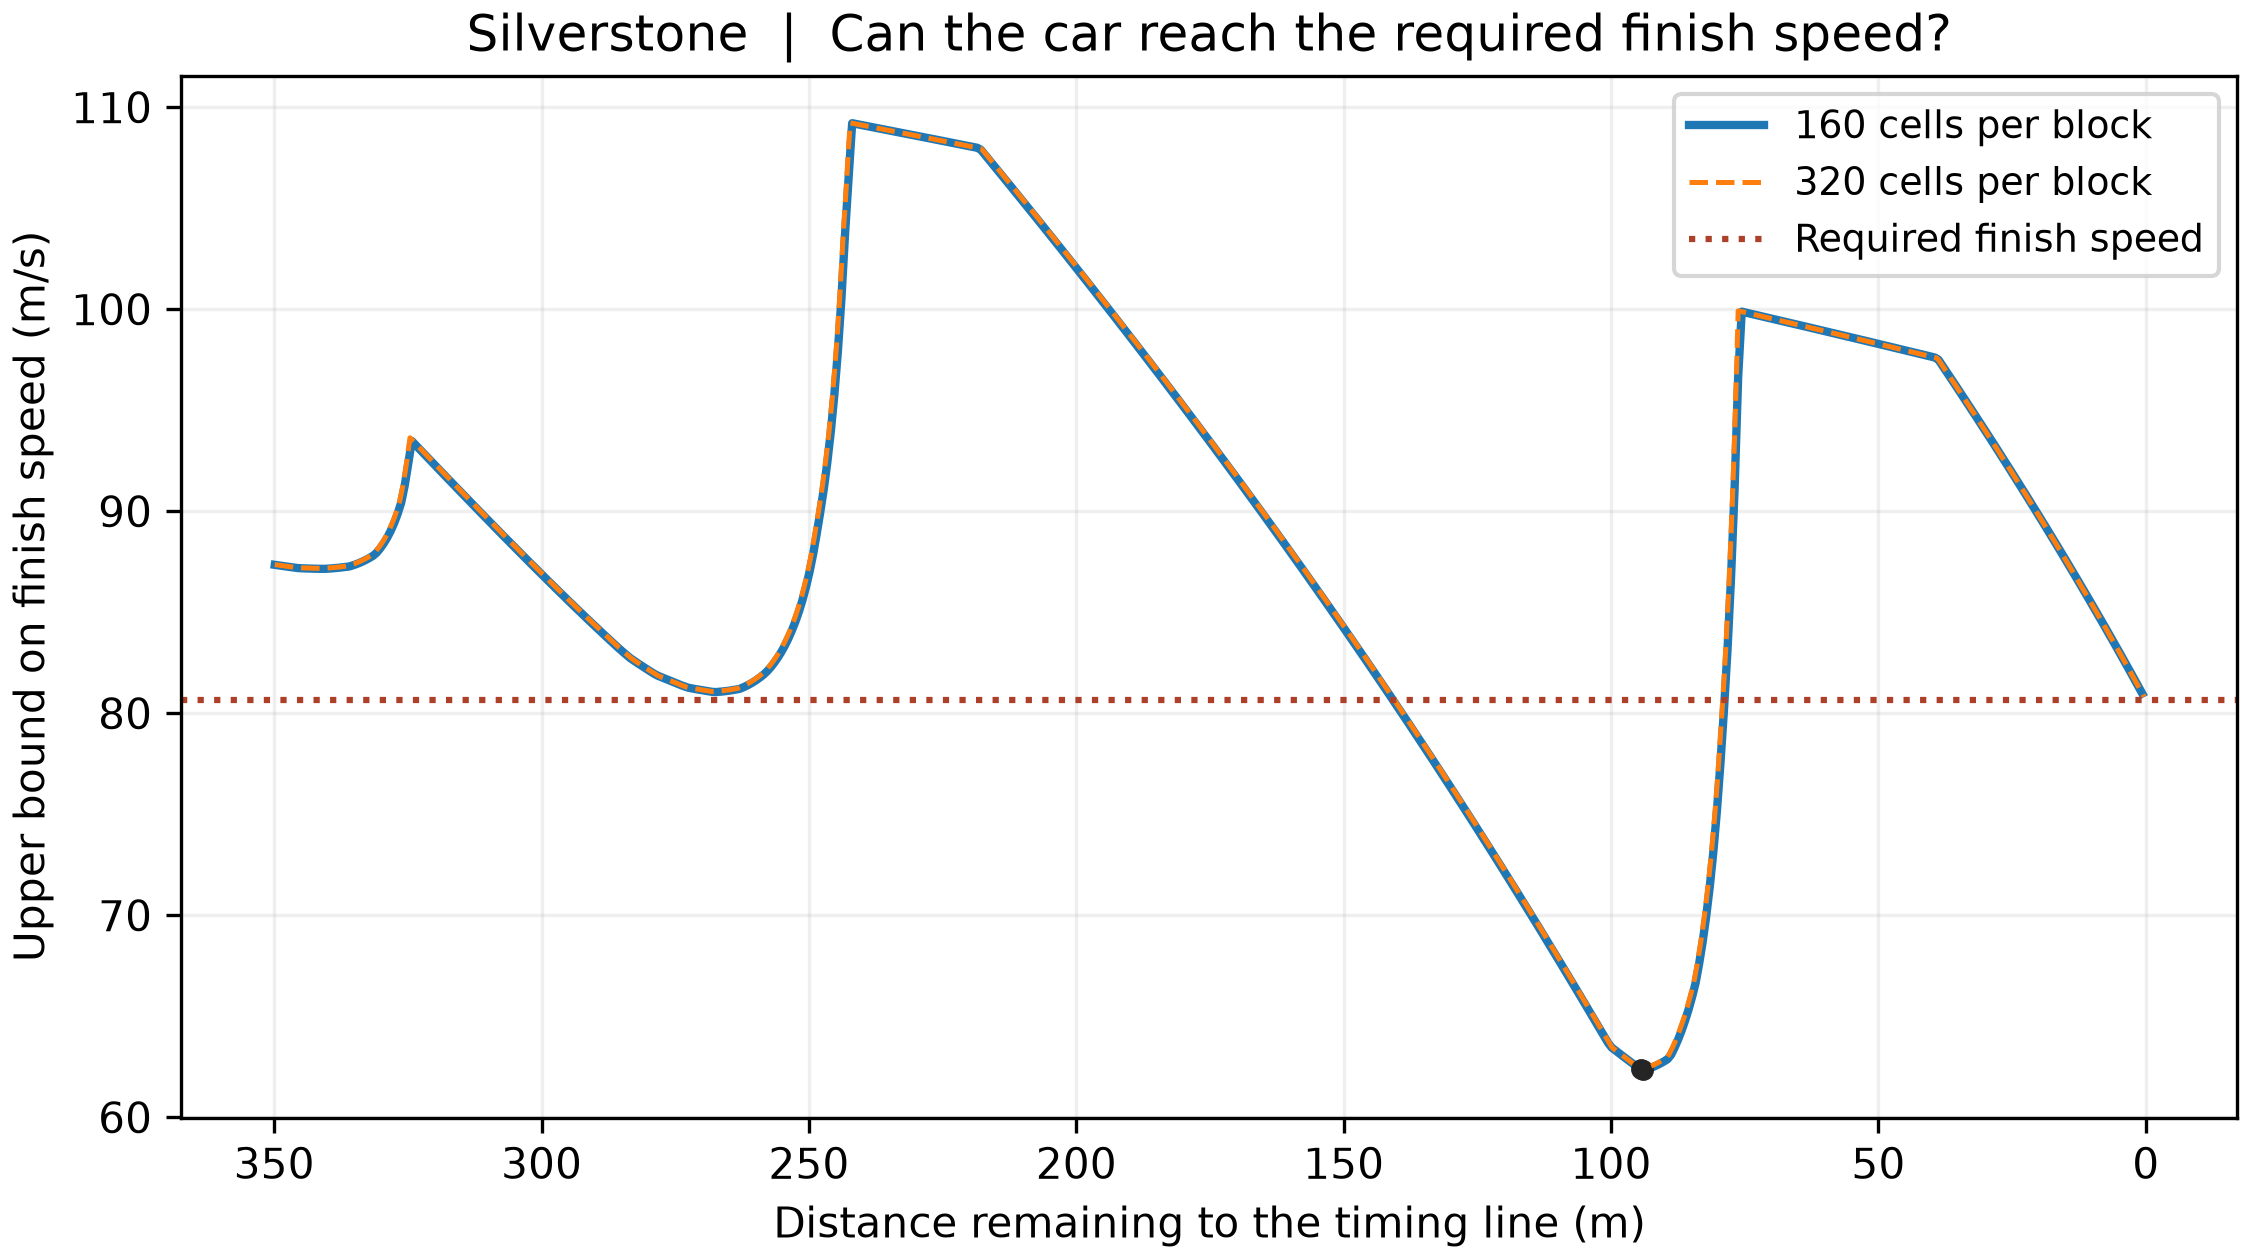 Silverstone | Can the car reach the required finish speed?
160 cells per block
320 cells per block
Required finish speed
Upper bound on finish speed (m/s)
110
100
90
80
70
60
350 300 250 200 150 100 50 0
Distance remaining to the timing line (m)